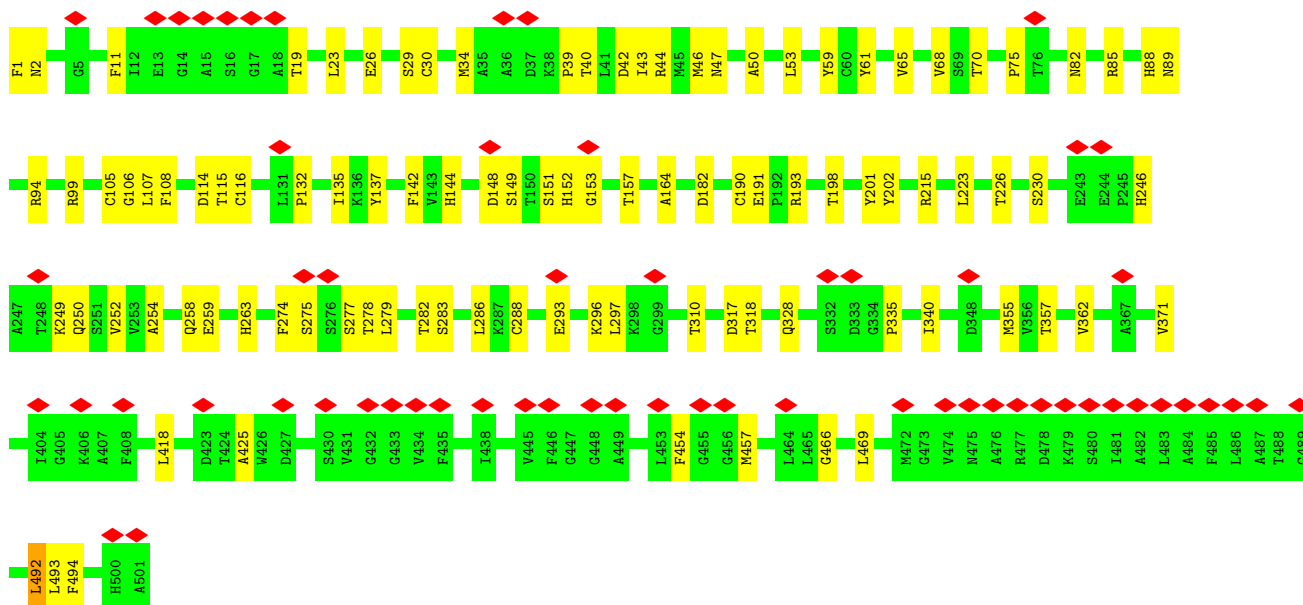 F1 N2 G5 F11 I12 E13 G14 A15 S16 G17 A18 T19 L23 E26 S29 C30 M34 A35 A36 D37 K38 P39 T40 L41 D42 I43 R44 M45 M46 N47 A50 L53 Y59 C60 Y61 V65 V68 S69 T70 P75 T76 N82 R85 H88 N89
R94 R99 C105 G106 L107 F108 D114 T115 C116 L131 P132 I135 K136 Y137 F142 V143 H144 D148 S149 T150 S151 H152 G153 T157 A164 D182 C190 E191 P192 R193 T198 Y201 Y202 R215 L223 T226 S230 E243 E244 P245 H246
A247 T248 K249 Q250 S251 V252 V253 A254 Q258 E259 H263 F274 S275 S276 S277 T278 L279 T282 S283 L286 K287 C288 E293 K296 L297 K298 G299 T310 D317 T318 Q328 S332 D333 G334 P335 I340 D348 M355 V356 T357 V362 A367 V371
I404 G405 K406 A407 F408 L418 D423 T424 A425 W426 D427 S430 V431 G432 G433 V434 F435 I438 V445 F446 G447 G448 A449 L453 F454 G455 G456 M457 L464 L465 G466 L469 M472 G473 V474 N475 A476 R477 D478 K479 S480 I481 A482 L483 A484 F485 L486 A487 T488
L492 L493 F494 H500 A501